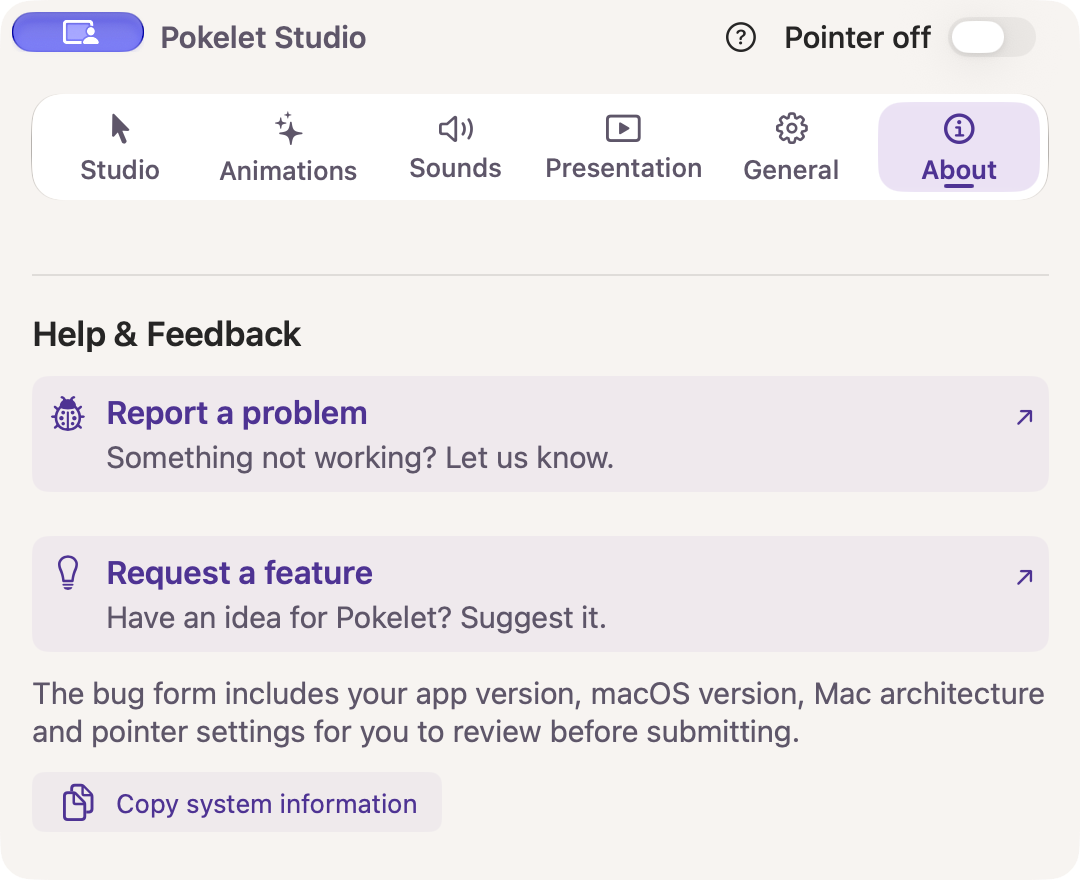 Pokelet Studio
Pointer off
Studio
Animations
Sounds
Presentation
General
About
Help & Feedback
Report a problem
Something not working? Let us know.
Request a feature
Have an idea for Pokelet? Suggest it.
The bug form includes your app version, macOS version, Mac architecture
and pointer settings for you to review before submitting.
Copy system information